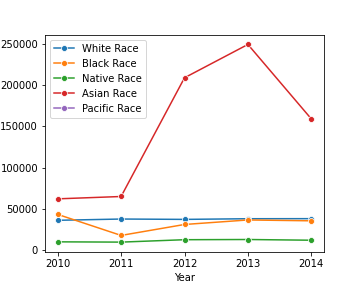 250000
200000
150000
100000
50000
0
White Race
Black Race
Native Race
Asian Race
Pacific Race
2010 2011 2012 2013 2014
Year